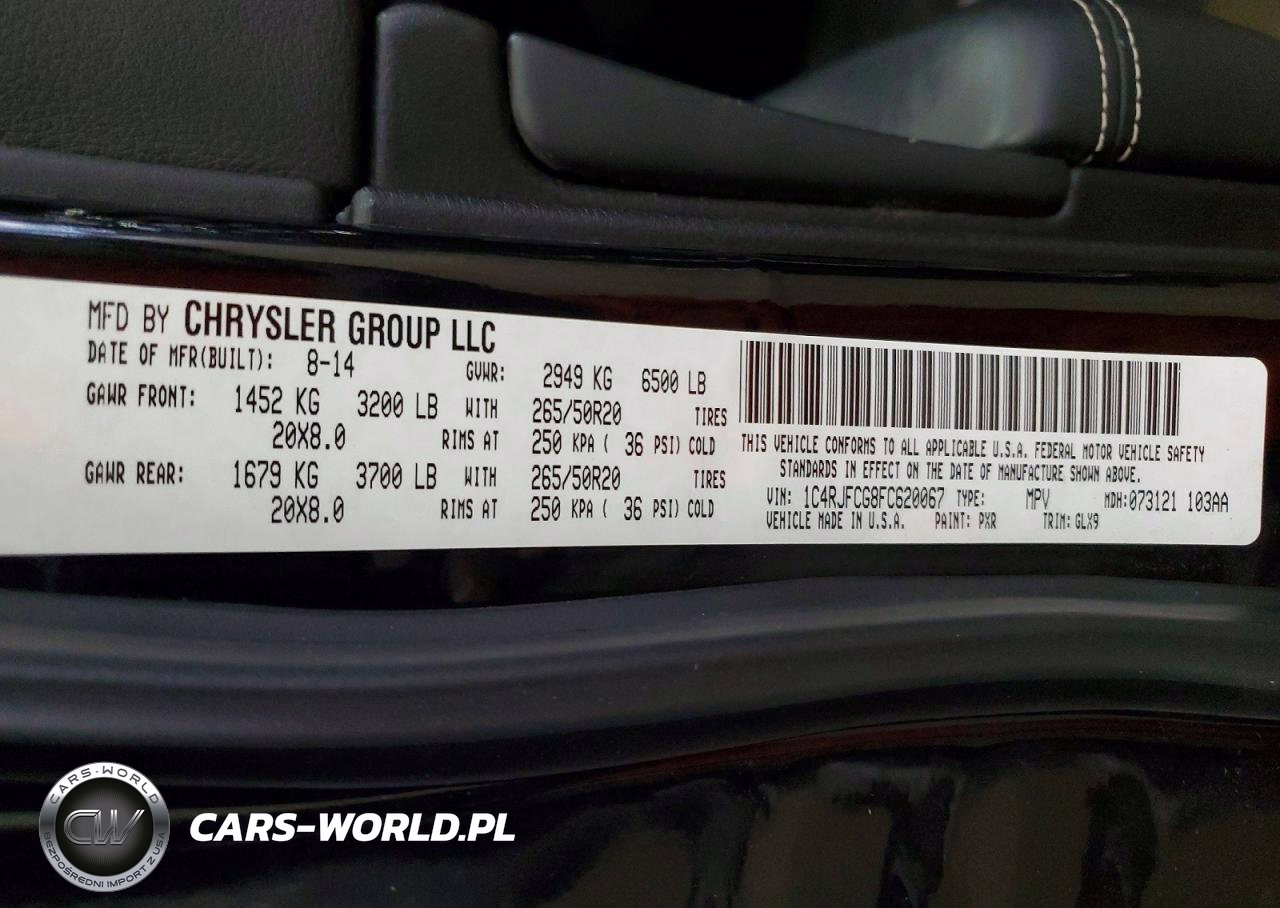 MFD BY CHRYSLER GROUP LLC
DATE OF MFR(BUILT): 8-14 GVWR: 2949 KG 6500 LB
GAWR FRONT: 1452 KG 3200 LB WITH 265/50R20 TIRES
20X8.0 RIMS AT 250 KPA ( 36 PSI) COLD
GAWR REAR: 1679 KG 3700 LB WITH 265/50R20 TIRES
20X8.0 RIMS AT 250 KPA ( 36 PSI) COLD
THIS VEHICLE CONFORMS TO ALL APPLICABLE U.S.A. FEDERAL MOTOR VEHICLE SAFETY
STANDARDS IN EFFECT ON THE DATE OF MANUFACTURE SHOWN ABOVE.
VIN: 1C4RJFCG8FC620067 TYPE: MPV MDH:073121 103AA
VEHICLE MADE IN U.S.A. PAINT: PXR TRIM: GLX9
CARS-WORLD
CW
BEZPOŚREDNI IMPORT Z USA
CARS-WORLD.PL